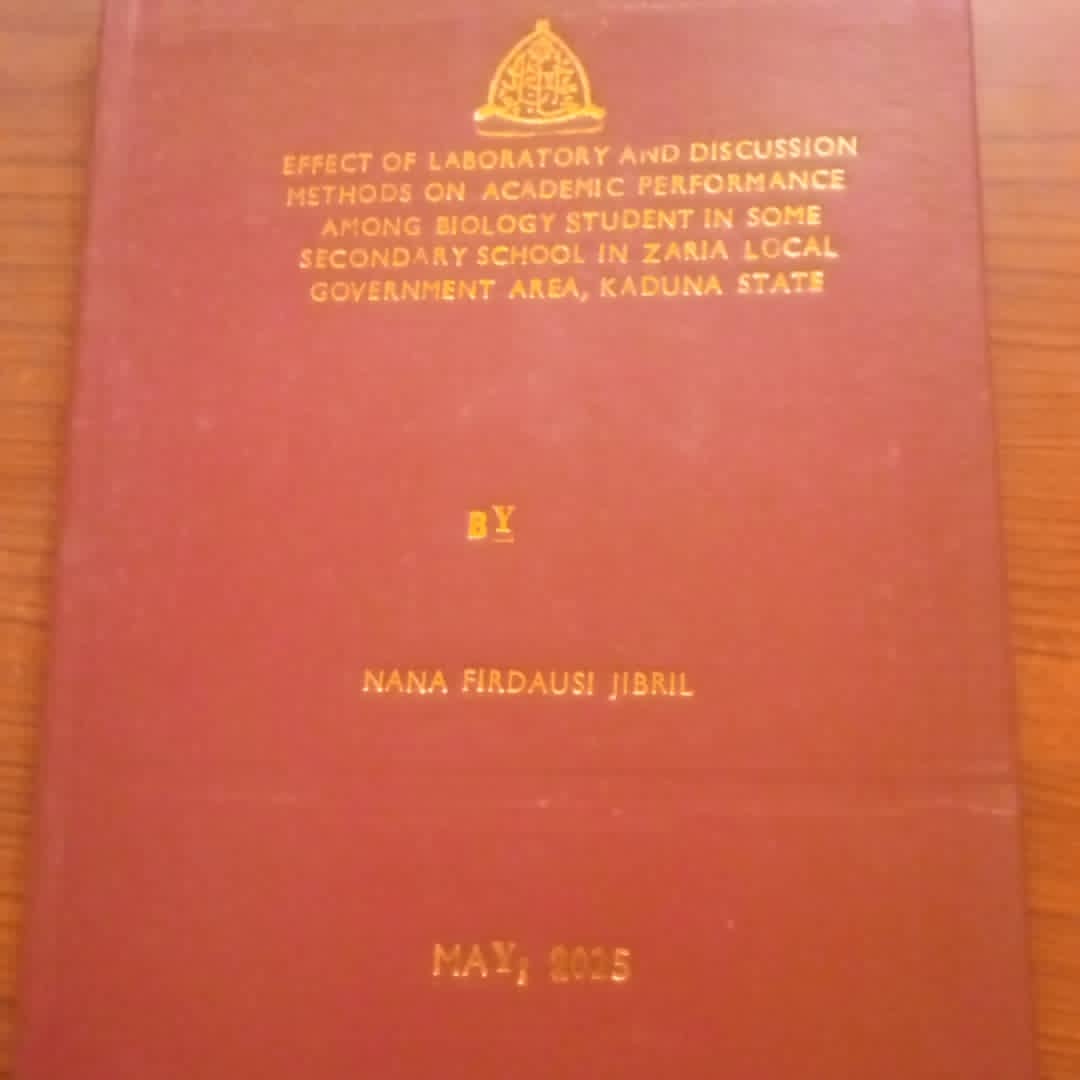 EFFECT OF LABORATORY AND DISCUSSION
METHODS ON ACADEMIC PERFORMANCE
AMONG BIOLOGY STUDENT IN SOME
SECONDARY SCHOOL IN ZARIA LOCAL
GOVERNMENT AREA, KADUNA STATE
BY
NANA FIRDAUSI JIBRIL
MAY,